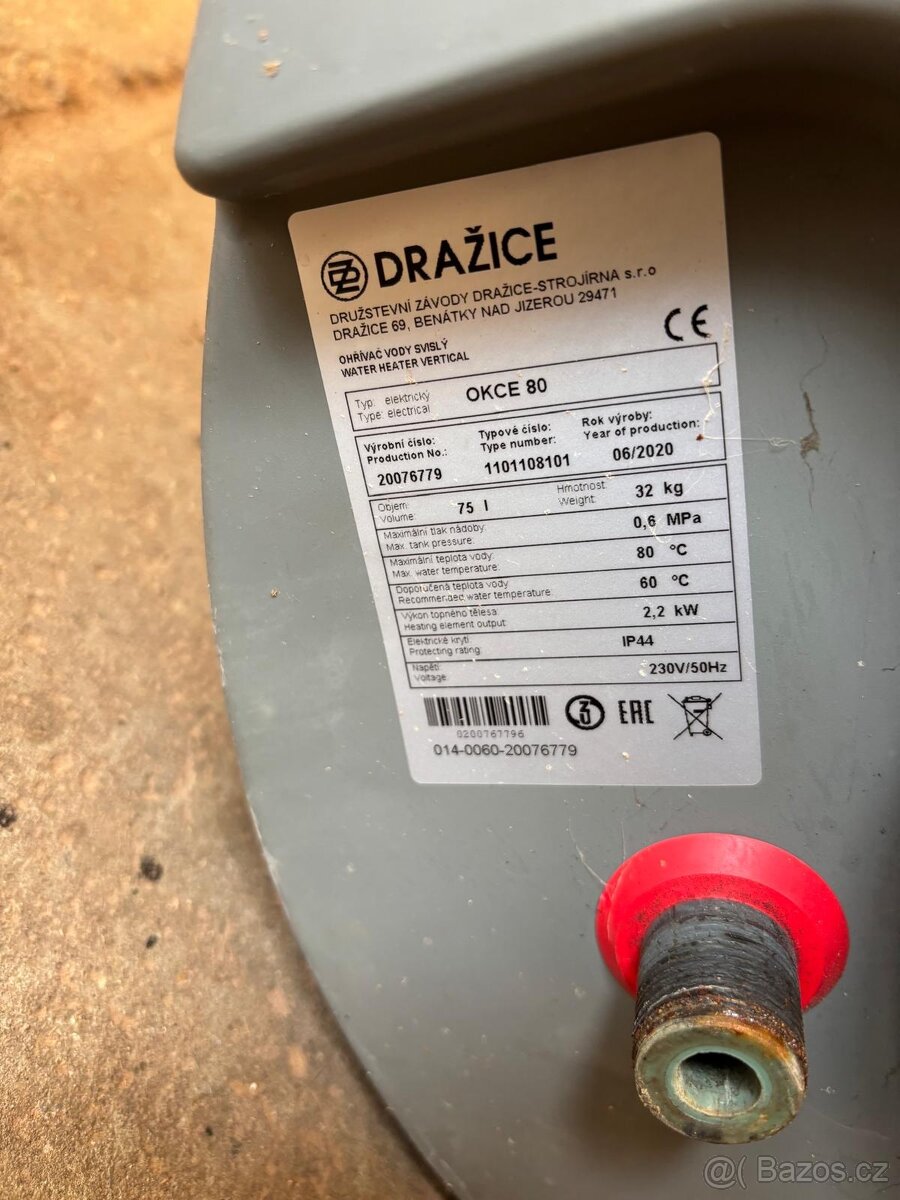 DRAŽICE
DRUŽSTEVNÍ ZÁVODY DRAŽICE-STROJÍRNA s.r.o
DRAŽICE 69, BENÁTKY NAD JIZEROU 29471
CE
OHŘÍVAČ VODY SVISLÝ
WATER HEATER VERTICAL
Typ: elektrický
Type: electrical
OKCE 80
Výrobní číslo:
Production No.:
20076779
Typové číslo:
Type number:
1101108101
Rok výroby:
Year of production:
06/2020
Objem:
Volume:
75 l
Hmotnost:
Weight:
32 kg
Maximální tlak nádoby:
Max. tank pressure:
0,6 MPa
Maximální teplota vody:
Max. water temperature:
80 °C
Doporučená teplota vody
Recommended water temperature:
60 °C
Výkon topného tělesa:
Heating element output:
2,2 kW
Elektrické krytí:
Protecting rating:
IP44
Napětí:
Voltage:
230V/50Hz
0200767796
EAC
014-0060-20076779
@( Bazos.cz